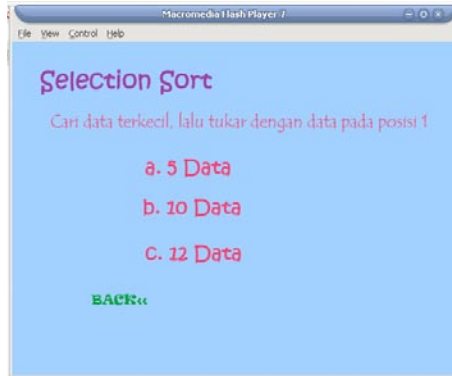 Macromedia Flash Player 7
File View Control Help
Selection Sort
Cari data terkecil, lalu tukar dengan data pada posisi 1
a. 5 Data
b. 10 Data
c. 12 Data
BACK<<